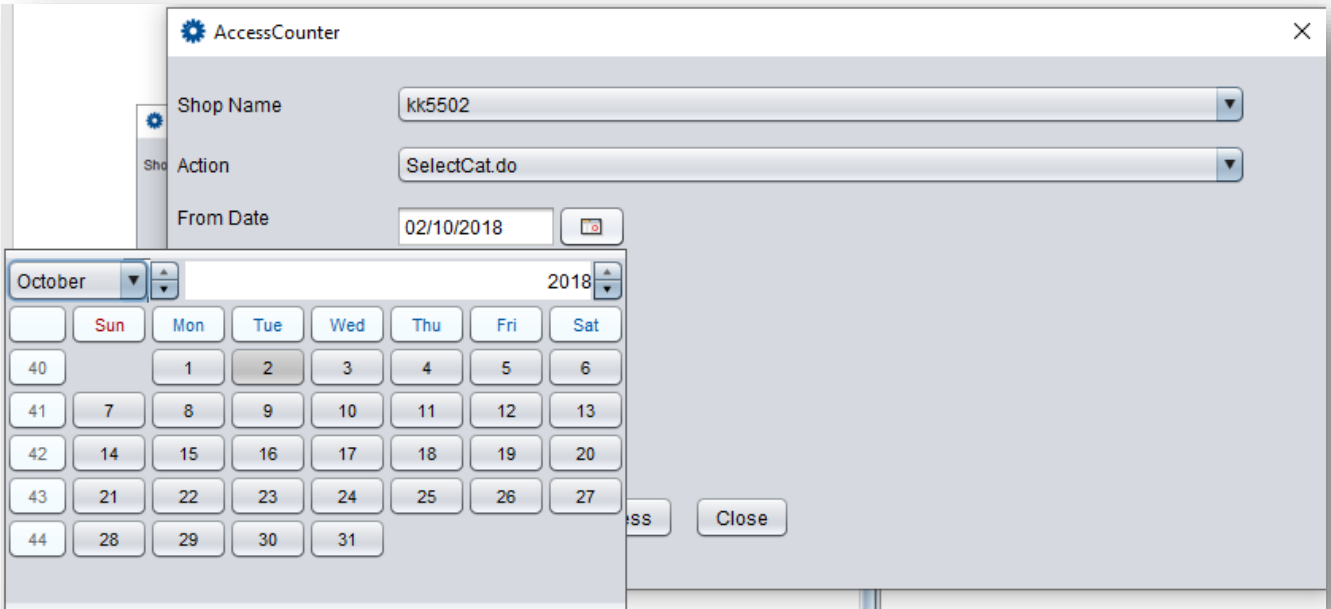 AccessCounter
Shop Name kk5502
Sho
Action SelectCat.do
From Date 02/10/2018
October 2018
Sun Mon Tue Wed Thu Fri Sat
40 1 2 3 4 5 6
41 7 8 9 10 11 12 13
42 14 15 16 17 18 19 20
43 21 22 23 24 25 26 27
44 28 29 30 31
ess Close